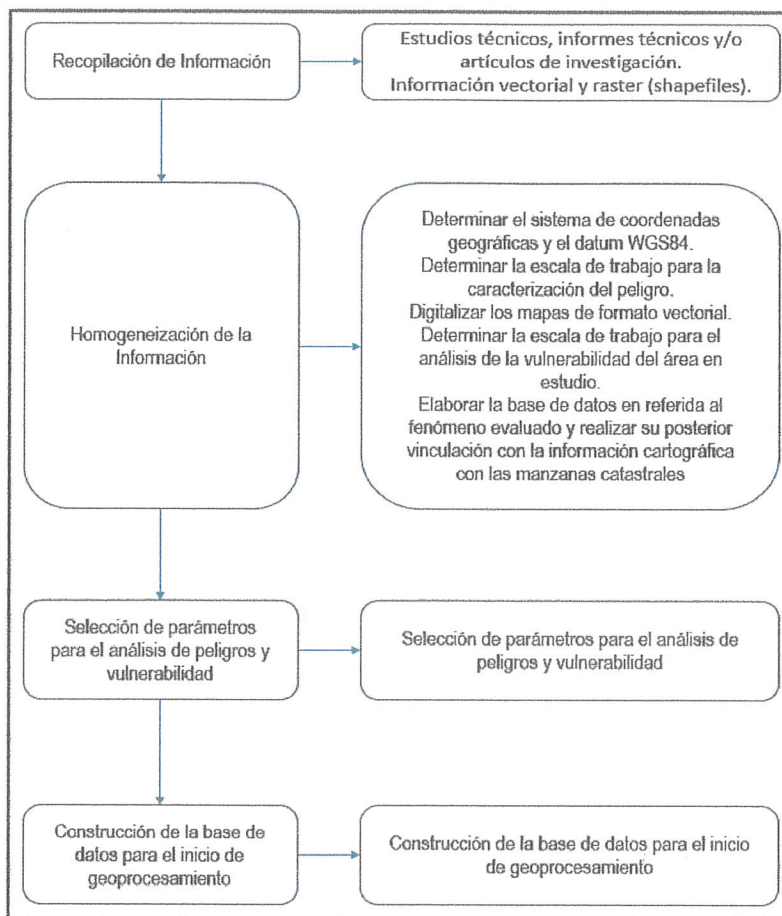 Recopilación de Información
Estudios técnicos, informes técnicos y/o
artículos de investigación.
Información vectorial y raster (shapefiles).
Homogeneización de la
Información
Determinar el sistema de coordenadas
geográficas y el datum WGS84.
Determinar la escala de trabajo para la
caracterización del peligro.
Digitalizar los mapas de formato vectorial.
Determinar la escala de trabajo para el
análisis de la vulnerabilidad del área en
estudio.
Elaborar la base de datos en referida al
fenómeno evaluado y realizar su posterior
vinculación con la información cartográfica
con las manzanas catastrales
Selección de parámetros
para el análisis de peligros y
vulnerabilidad
Selección de parámetros para el análisis de
peligros y vulnerabilidad
Construcción de la base de
datos para el inicio de
geoprocesamiento
Construcción de la base de datos para el inicio
de geoprocesamiento